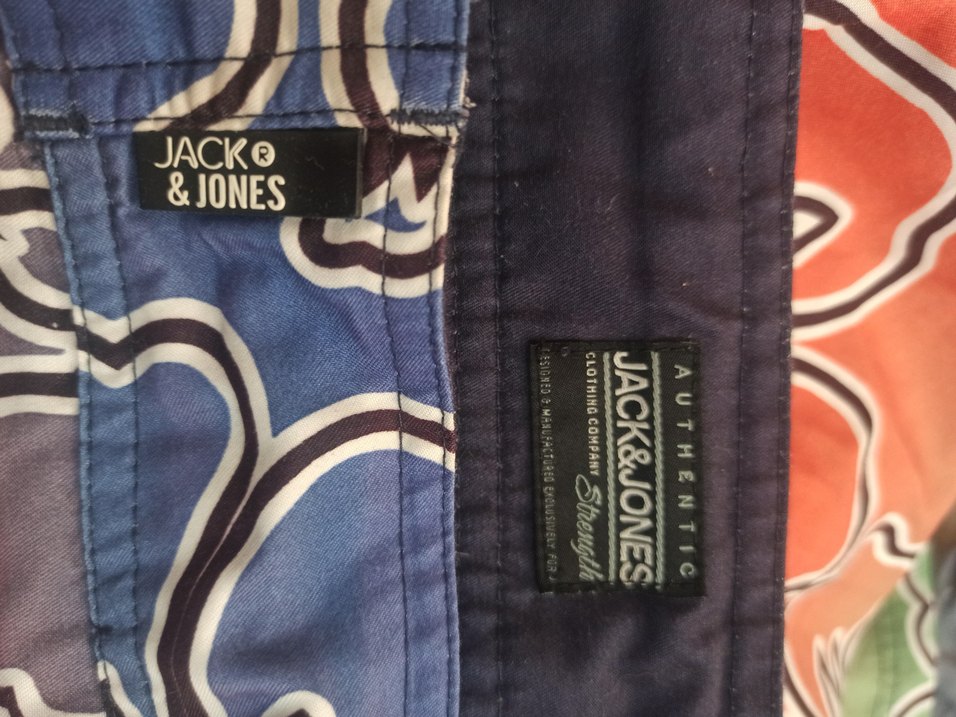 JACK®
& JONES
AUTHENTIC
JACK&JONES
CLOTHING COMPANY Strength
DESIGNED & MANUFACTURED EXCLUSIVELY FOR